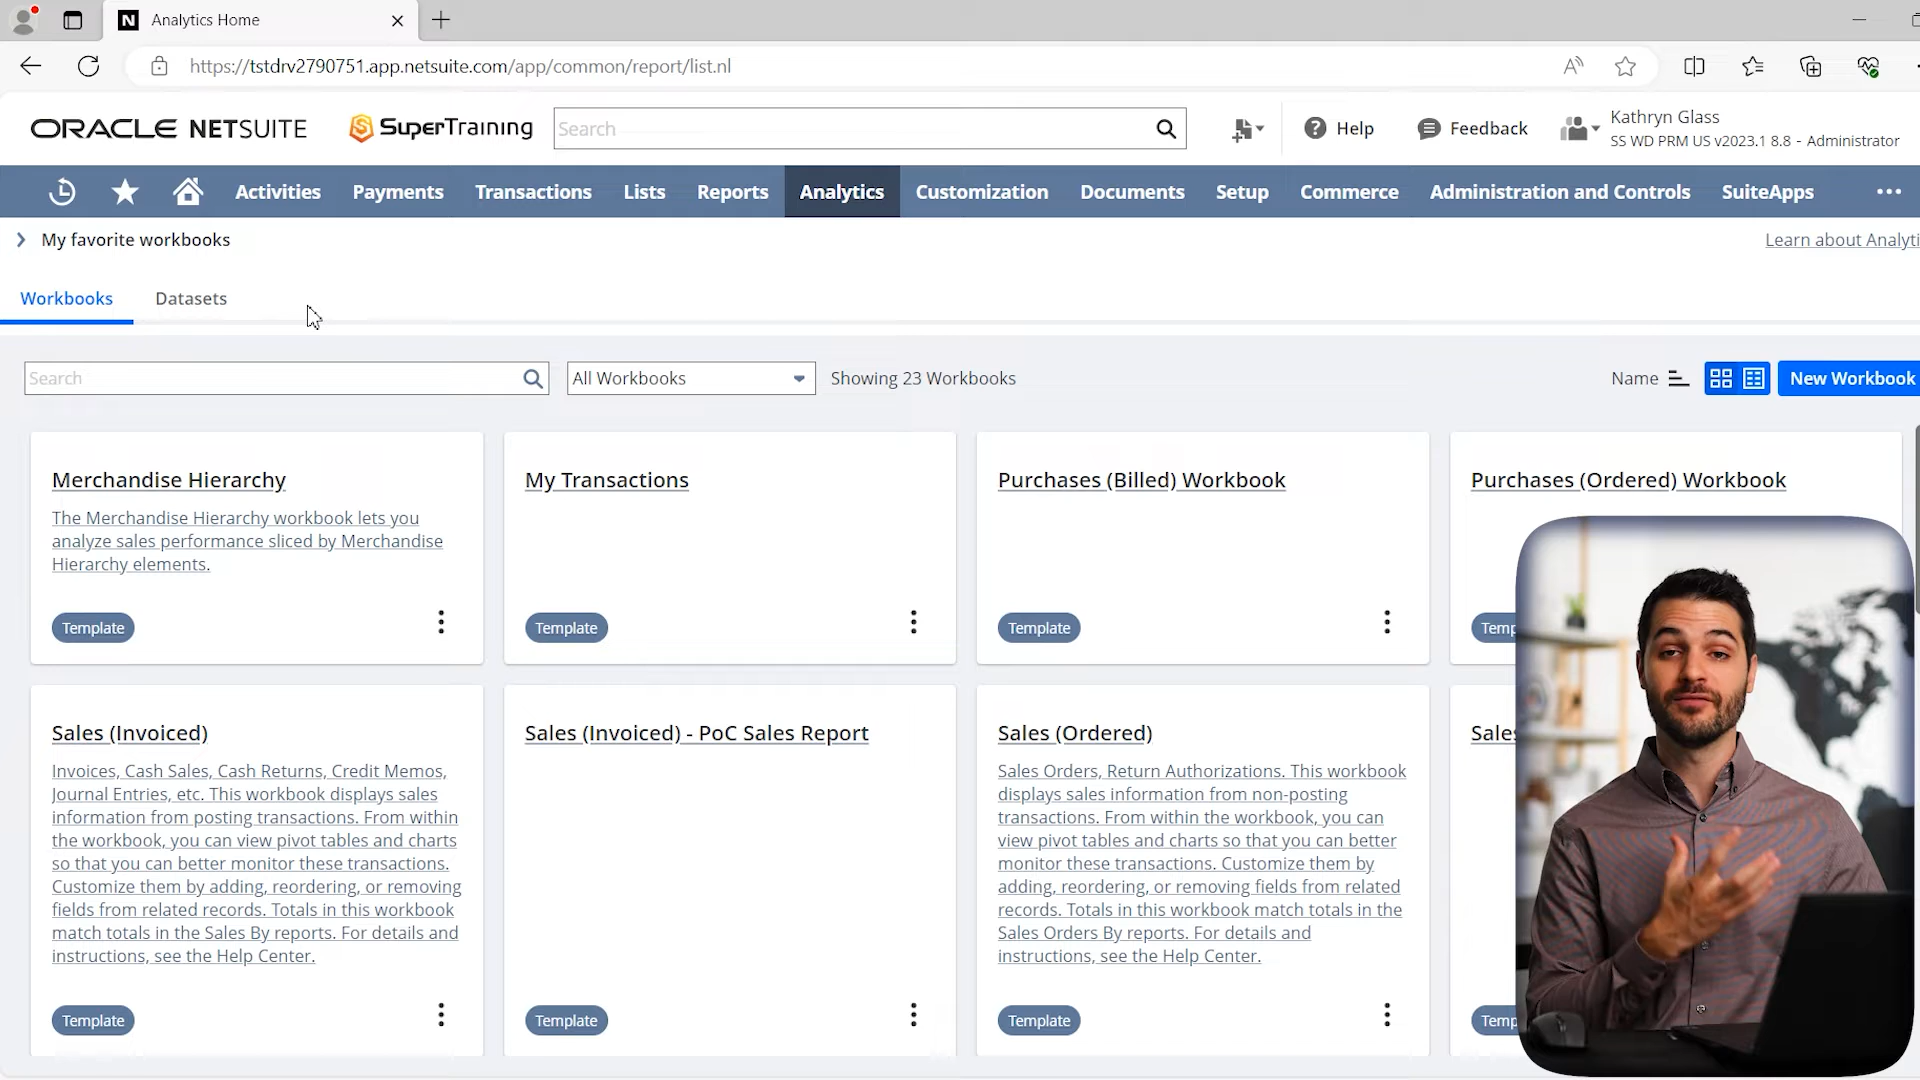 Analytics Home
https://tstdrv2790751.app.netsuite.com/app/common/report/list.nl
ORACLE NETSUITE
SuperTraining
Search
Help
Feedback
Kathryn Glass
SS WD PRM US v2023.1 8.8 - Administrator
Activities
Payments
Transactions
Lists
Reports
Analytics
Customization
Documents
Setup
Commerce
Administration and Controls
SuiteApps
My favorite workbooks
Learn about Analyti
Workbooks
Datasets
Search
All Workbooks
Showing 23 Workbooks
Name
New Workbook
Merchandise Hierarchy
The Merchandise Hierarchy workbook lets you
analyze sales performance sliced by Merchandise
Hierarchy elements.
Template
My Transactions
Template
Purchases (Billed) Workbook
Template
Purchases (Ordered) Workbook
Temp
Sales (Invoiced)
Invoices, Cash Sales, Cash Returns, Credit Memos,
Journal Entries, etc. This workbook displays sales
information from posting transactions. From within
the workbook, you can view pivot tables and charts
so that you can better monitor these transactions.
Customize them by adding, reordering, or removing
fields from related records. Totals in this workbook
match totals in the Sales By reports. For details and
instructions, see the Help Center.
Template
Sales (Invoiced) - PoC Sales Report
Template
Sales (Ordered)
Sales Orders, Return Authorizations. This workbook
displays sales information from non-posting
transactions. From within the workbook, you can
view pivot tables and charts so that you can better
monitor these transactions. Customize them by
adding, reordering, or removing fields from related
records. Totals in this workbook match totals in the
Sales Orders By reports. For details and
instructions, see the Help Center.
Template
Sales
Temp